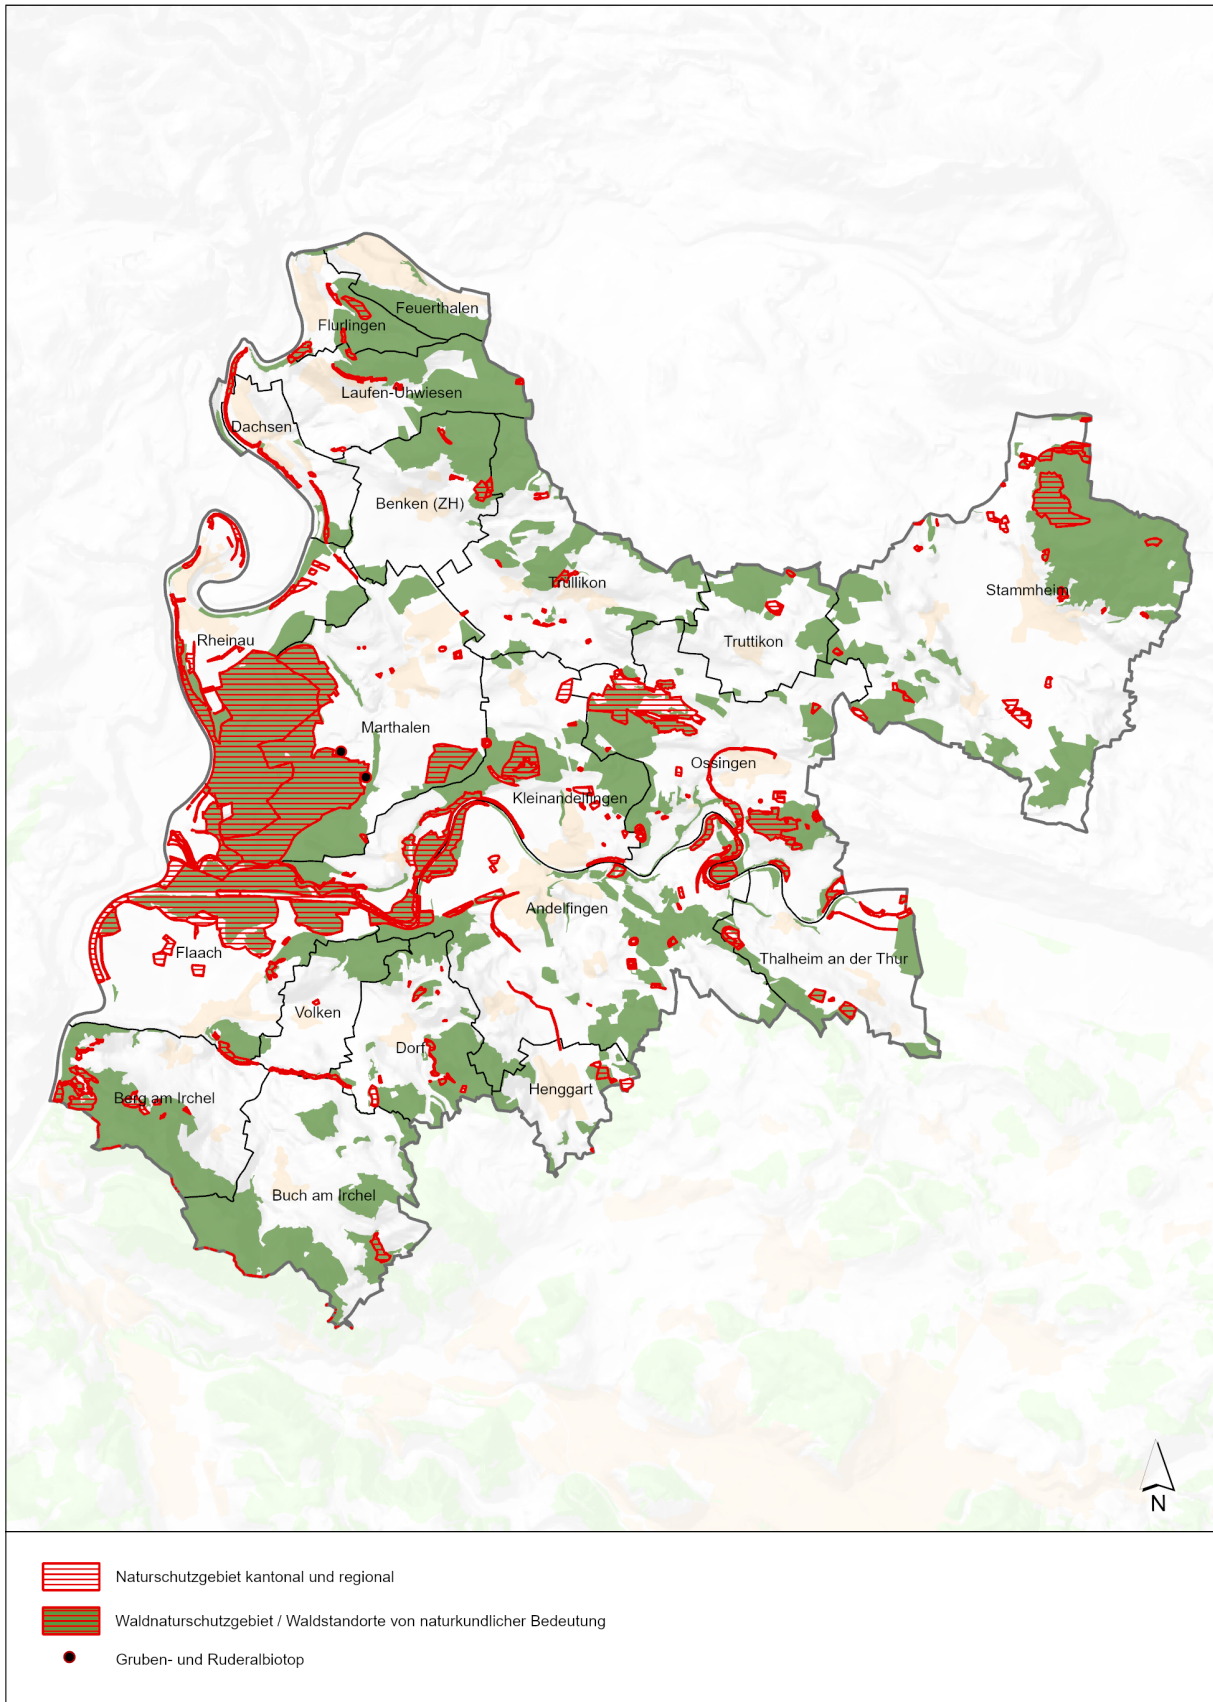 Feuerthalen
Flurlingen
Laufen-Uhwiesen
Dachsen
Benken (ZH)
Trüllikon
Stammheim
Rheinau
Truttikon
Marthalen
Ossingen
Kleinandelfingen
Andelfingen
Flaach
Thalheim an der Thur
Volken
Dorf
Henggart
Berg am Irchel
Buch am Irchel
N
Naturschutzgebiet kantonal und regional
Waldnaturschutzgebiet / Waldstandorte von naturkundlicher Bedeutung
Gruben- und Ruderalbiotop